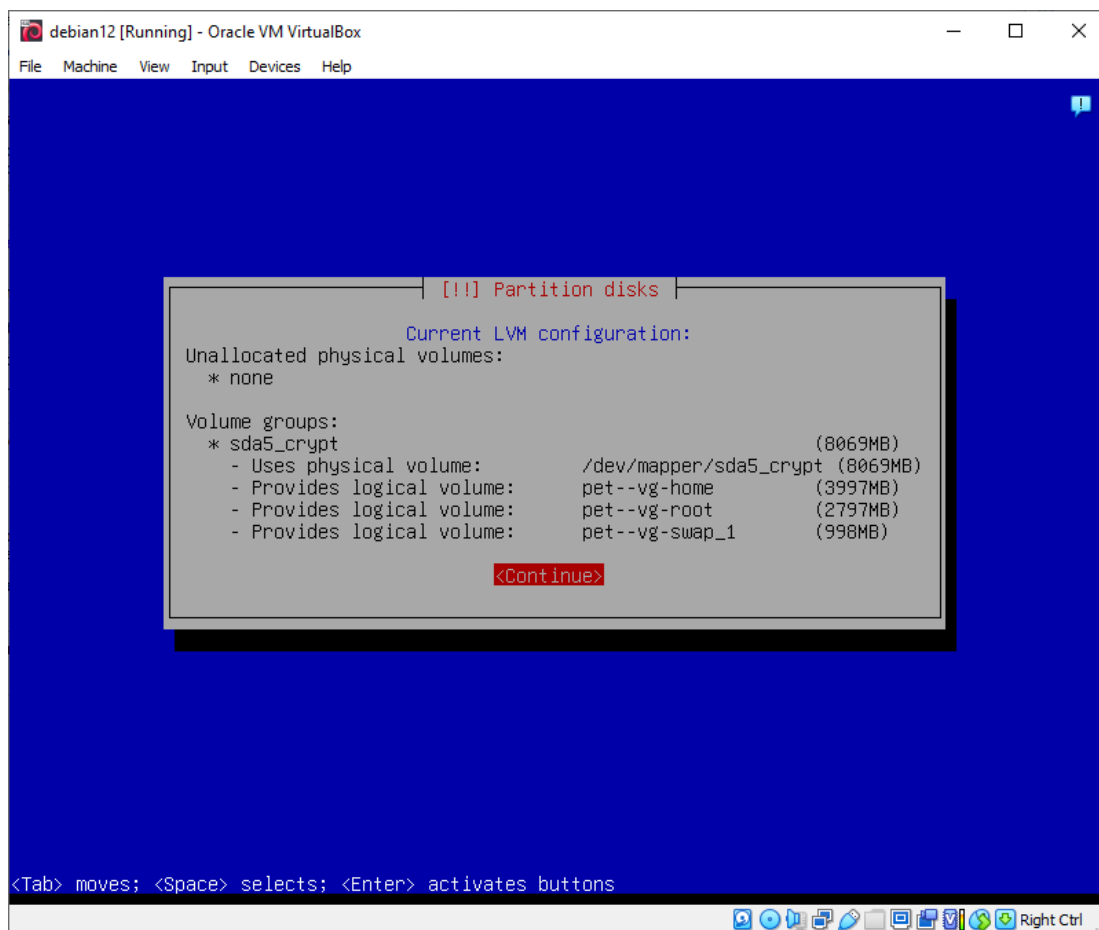 debian12 [Running] - Oracle VM VirtualBox
File Machine View Input Devices Help
[!!] Partition disks
Current LVM configuration:
Unallocated physical volumes:
* none
Volume groups:
* sda5_crypt (8069MB)
- Uses physical volume: /dev/mapper/sda5_crypt (8069MB)
- Provides logical volume: pet--vg-home (3997MB)
- Provides logical volume: pet--vg-root (2797MB)
- Provides logical volume: pet--vg-swap_1 (998MB)
<Continue>
<Tab> moves; <Space> selects; <Enter> activates buttons
Right Ctrl